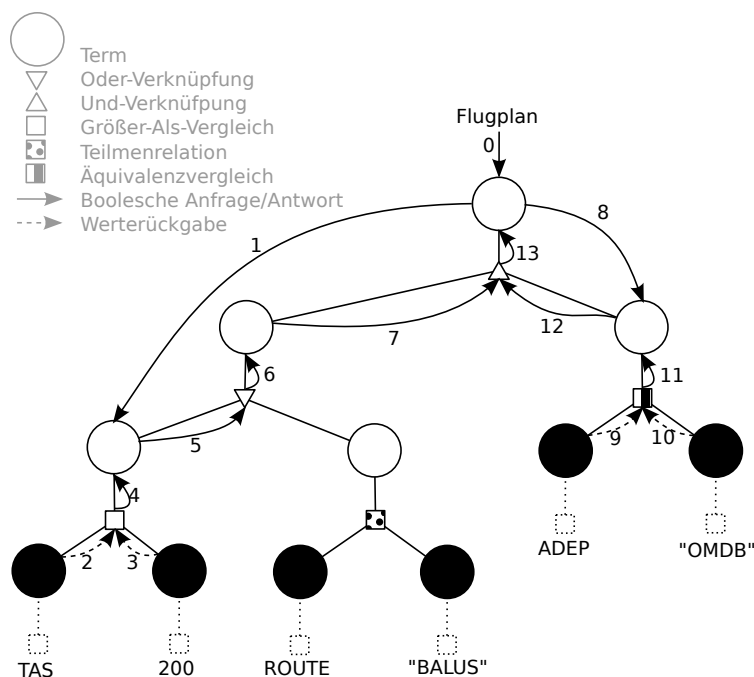 Term
Oder-Verknüpfung
Und-Verknüfpung
Größer-Als-Vergleich
Teilmenrelation
Äquivalenzvergleich
Boolesche Anfrage/Antwort
Werterückgabe
Flugplan
0
1
8
13
7
12
6
11
5
9
10
4
2
3
ADEP
"OMDB"
TAS
200
ROUTE
"BALUS"